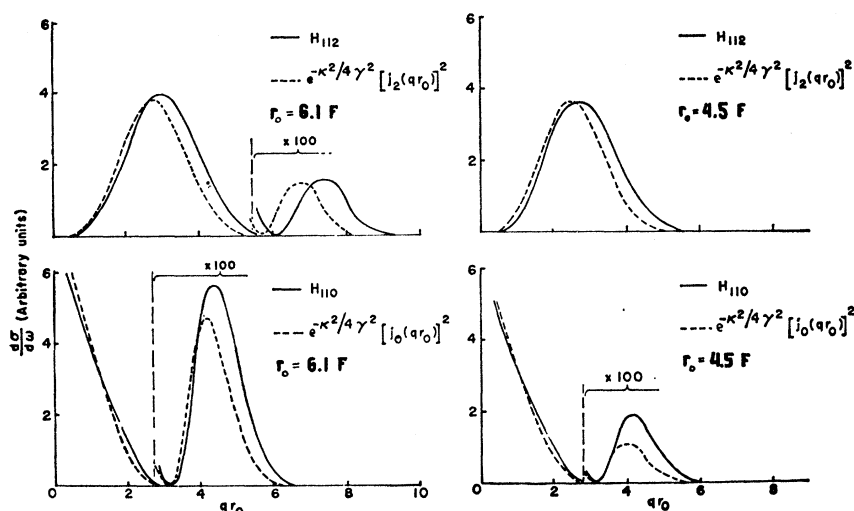 6
4
2
H₁₁₂
e^-κ²/4γ² [j₂(qr₀)]²
r₀ = 6.1 F
x 100
6
4
2
0
H₁₁₂
e^-κ²/4γ² [j₂(qr₀)]²
r₀ = 4.5 F
dσ/dω (Arbitrary units)
6
4
2
0 2 4 6 8 10
qr₀
x 100
H₁₁₀
e^-κ²/4γ² [j₀(qr₀)]²
r₀ = 6.1 F
6
4
2
0
0 2 4 6 8
qr₀
H₁₁₀
e^-κ²/4γ² [j₀(qr₀)]²
r₀ = 4.5 F
x 100